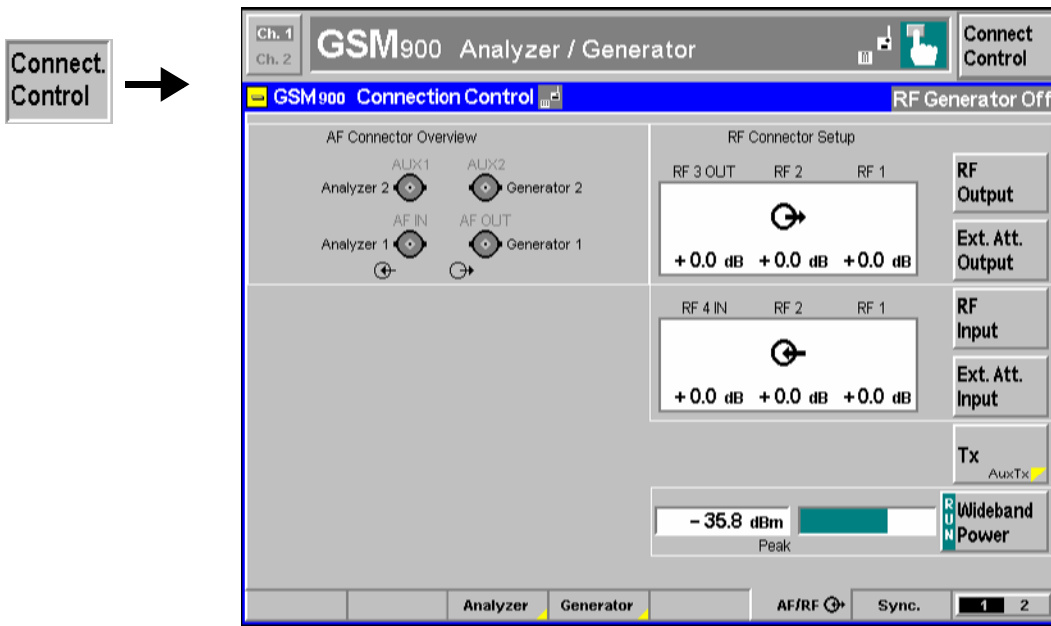 Connect.
Control
Ch. 1
Ch. 2
GSM900 Analyzer / Generator
Connect
Control
GSM900 Connection Control
RF Generator Off
AF Connector Overview
AUX1 AUX2
Analyzer 2 Generator 2
AF IN AF OUT
Analyzer 1 Generator 1
RF Connector Setup
RF 3 OUT RF 2 RF 1
+0.0 dB +0.0 dB +0.0 dB
RF
Output
Ext. Att.
Output
RF 4 IN RF 2 RF 1
+0.0 dB +0.0 dB +0.0 dB
RF
Input
Ext. Att.
Input
Tx
AuxTx
–35.8 dBm
Peak
RUN
Wideband
Power
Analyzer Generator AF/RF Sync. 1 2